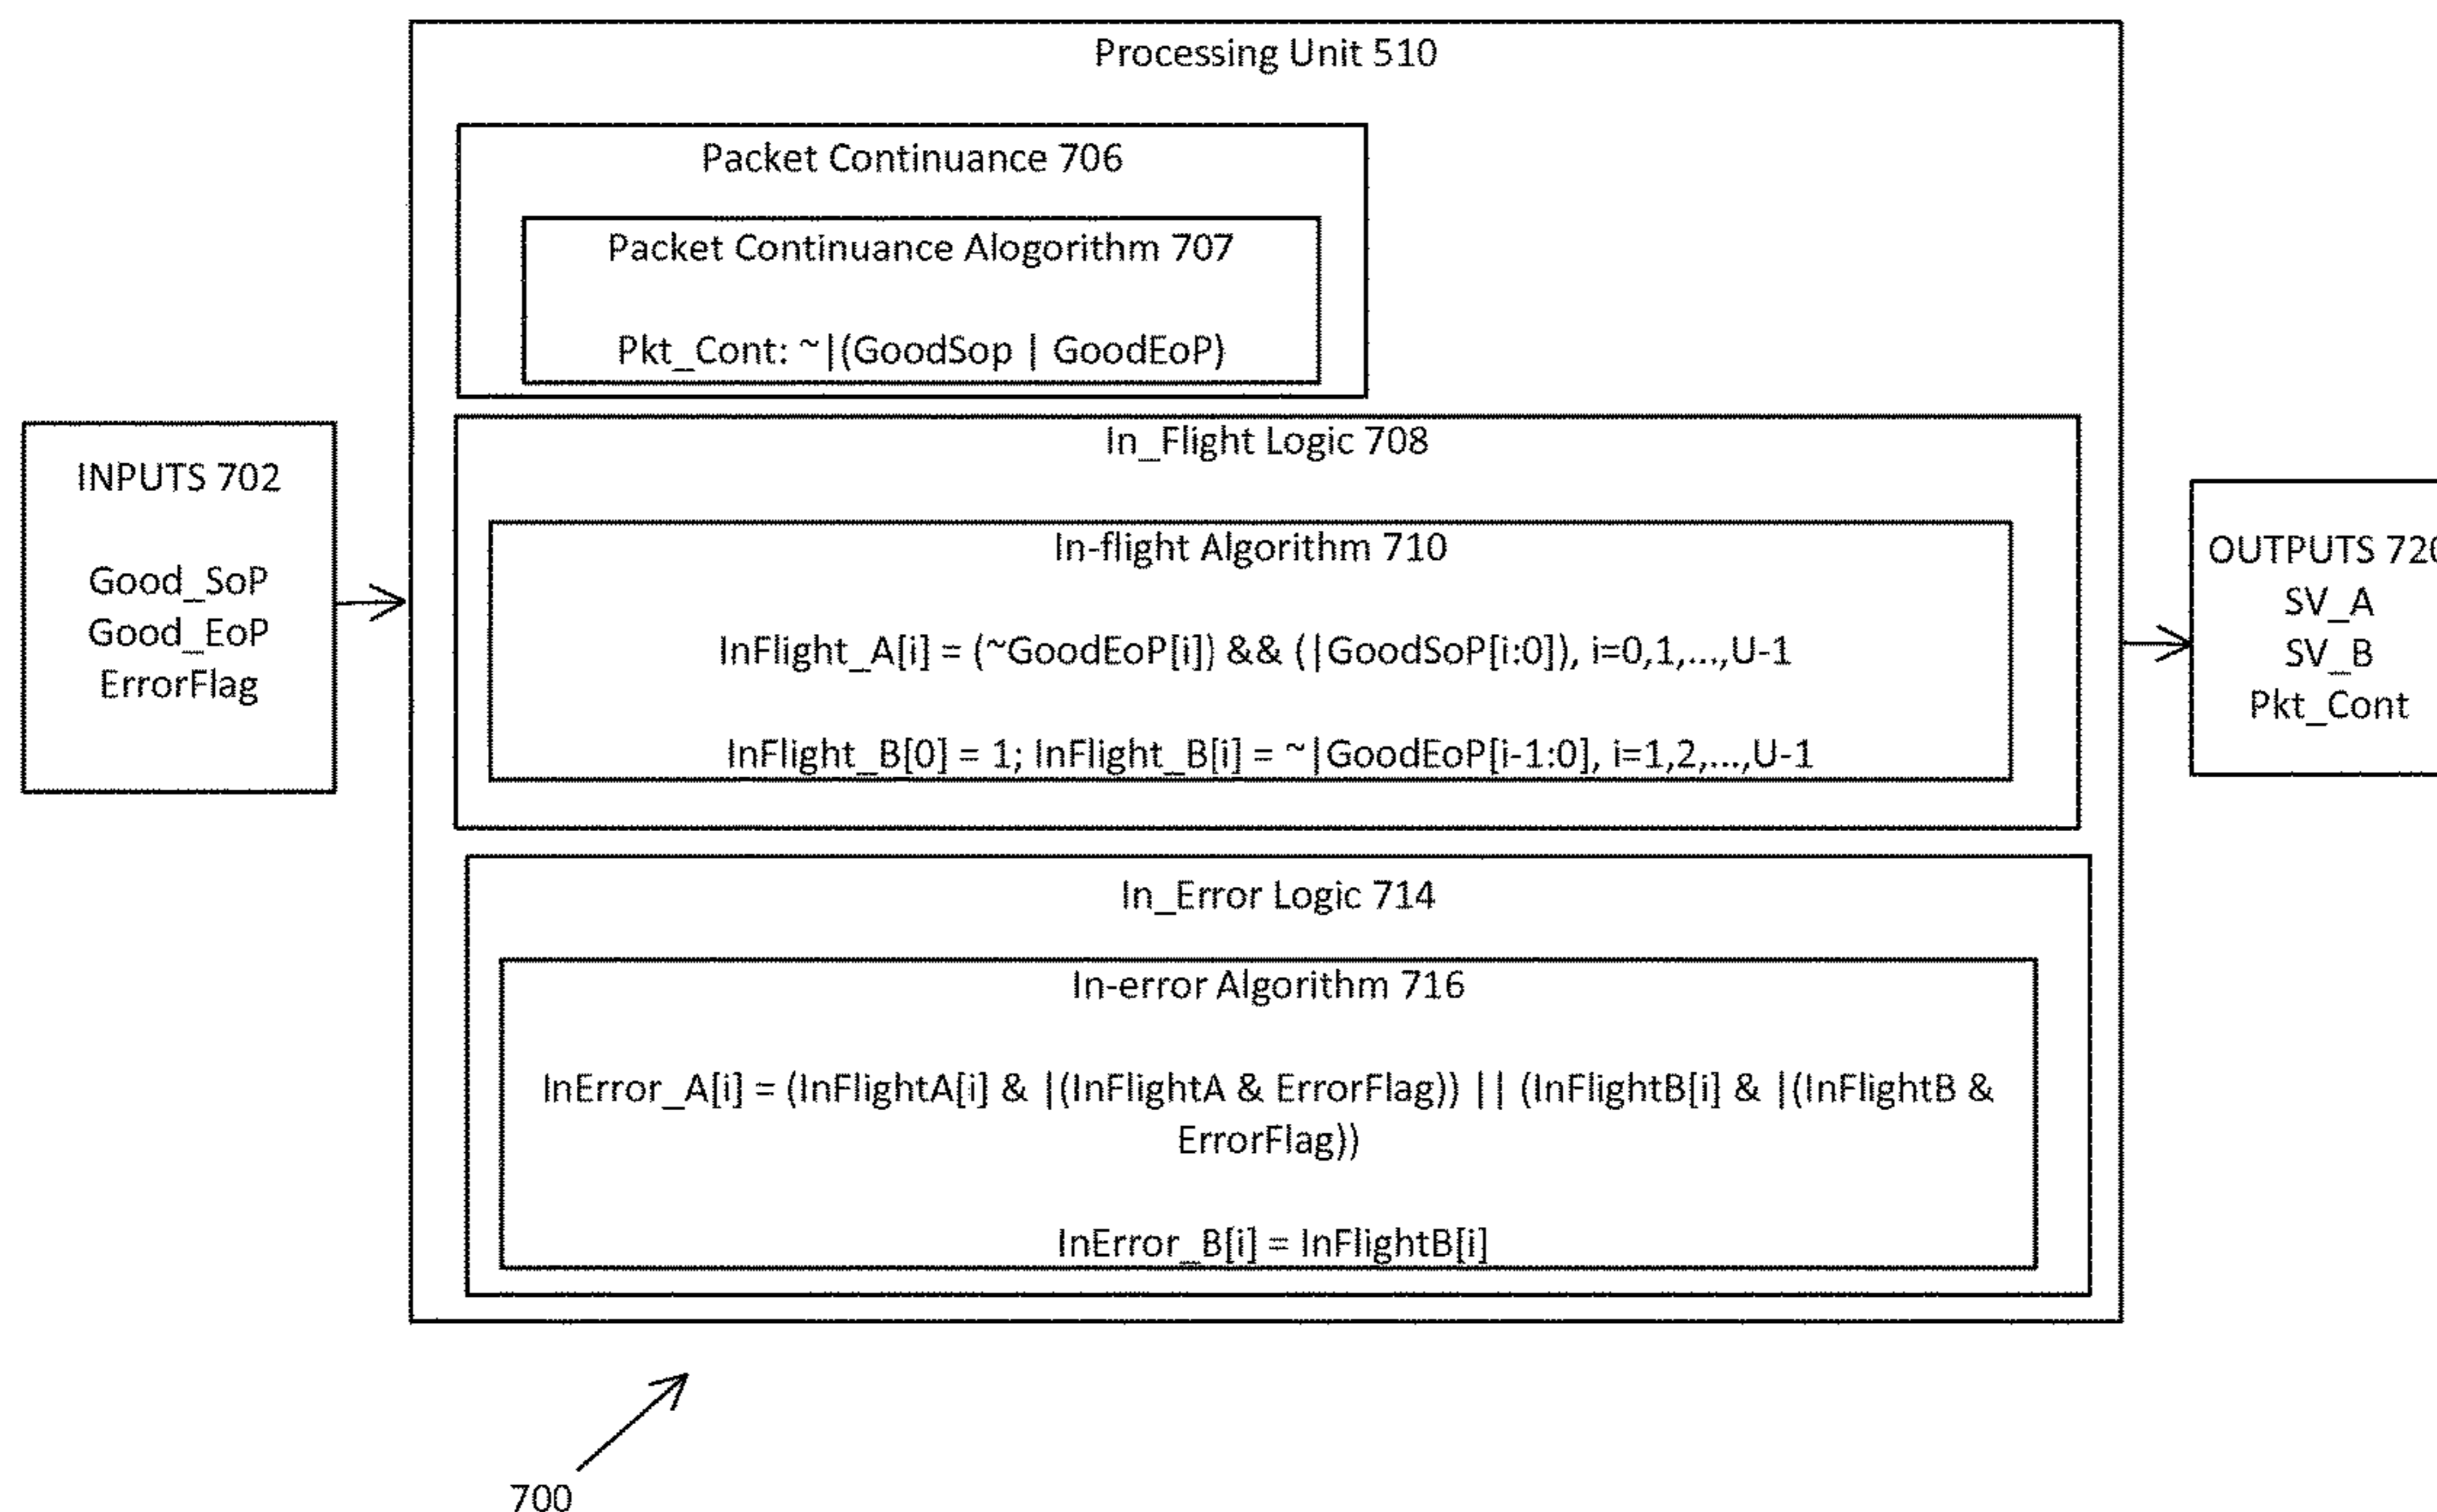 Processing Unit 510
Packet Continuance 706
Packet Continuance Alogorithm 707
Pkt_Cont: ~|(GoodSop | GoodEoP)
INPUTS 702
Good_SoP
Good_EoP
ErrorFlag
In_Flight Logic 708
In-flight Algorithm 710
InFlight_A[i] = (~GoodEoP[i]) && (|GoodSoP[i:0]), i=0,1,...,U-1
InFlight_B[0] = 1; InFlight_B[i] = ~|GoodEoP[i-1:0], i=1,2,...,U-1
In_Error Logic 714
In-error Algorithm 716
InError_A[i] = (InFlightA[i] & |(InFlightA & ErrorFlag)) || (InFlightB[i] & |(InFlightB &
ErrorFlag))
InError_B[i] = InFlightB[i]
OUTPUTS 720
SV_A
SV_B
Pkt_Cont
700